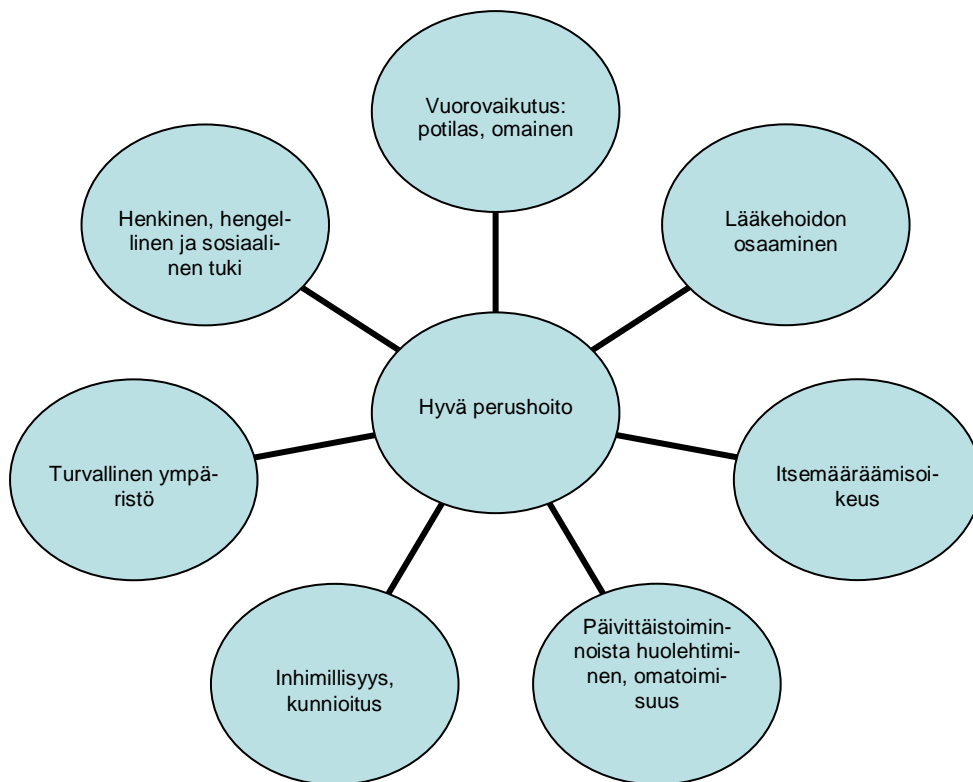 Vuorovaikutus:
potilas, omainen
Henkinen, hengel-
linen ja sosiaali-
nen tuki
Lääkehoidon
osaaminen
Hyvä perushoito
Turvallinen ympä-
ristö
Itsemääräämisoi-
keus
Inhimillisyys,
kunnioitus
Päivittäistoimin-
noista huolehtimi-
nen, omatoimi-
suus